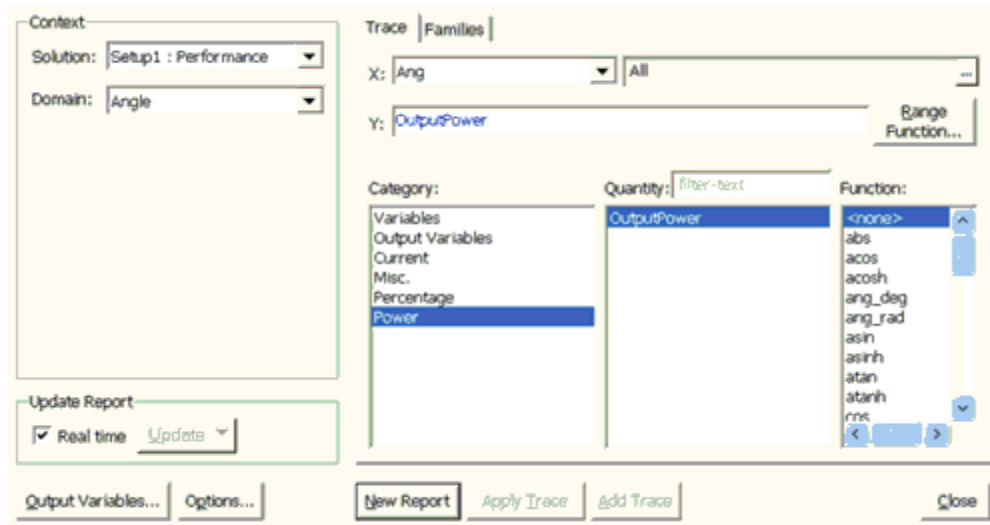 Context
Solution: Setup1 : Performance
Domain: Angle
Update Report
Real time Update
Output Variables... Options...
Trace Families
X: Ang All ...
Y: OutputPower
Range
Function...
Category:
Variables
Output Variables
Current
Misc.
Percentage
Power
Quantity: filter-text
OutputPower
Function:
<none>
abs
acos
acosh
ang_deg
ang_rad
asin
asinh
atan
atanh
cos
New Report Apply Trace Add Trace Close